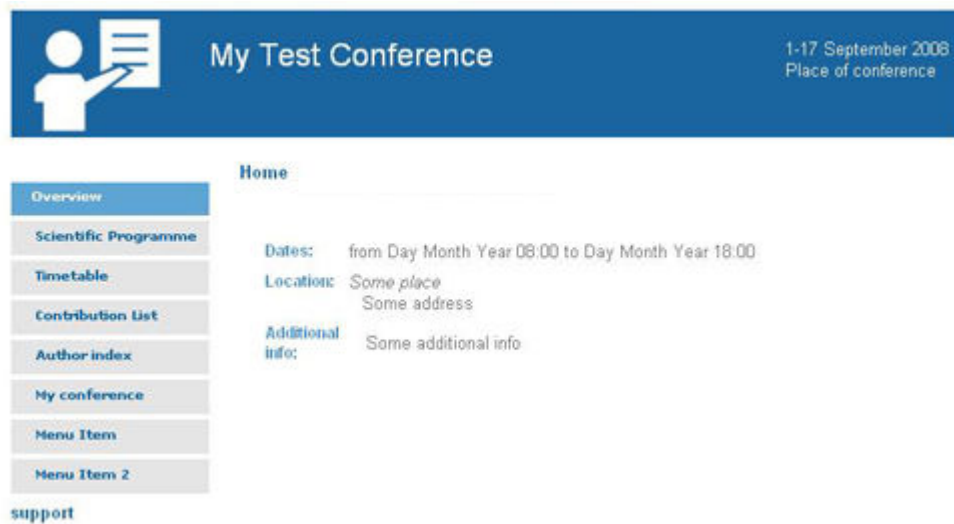 My Test Conference
1-17 September 2008
Place of conference
Home
Overview
Scientific Programme
Timetable
Contribution List
Author index
My conference
Menu Item
Menu Item 2
support
Dates: from Day Month Year 08:00 to Day Month Year 18:00
Location: Some place
Some address
Additional
info: Some additional info